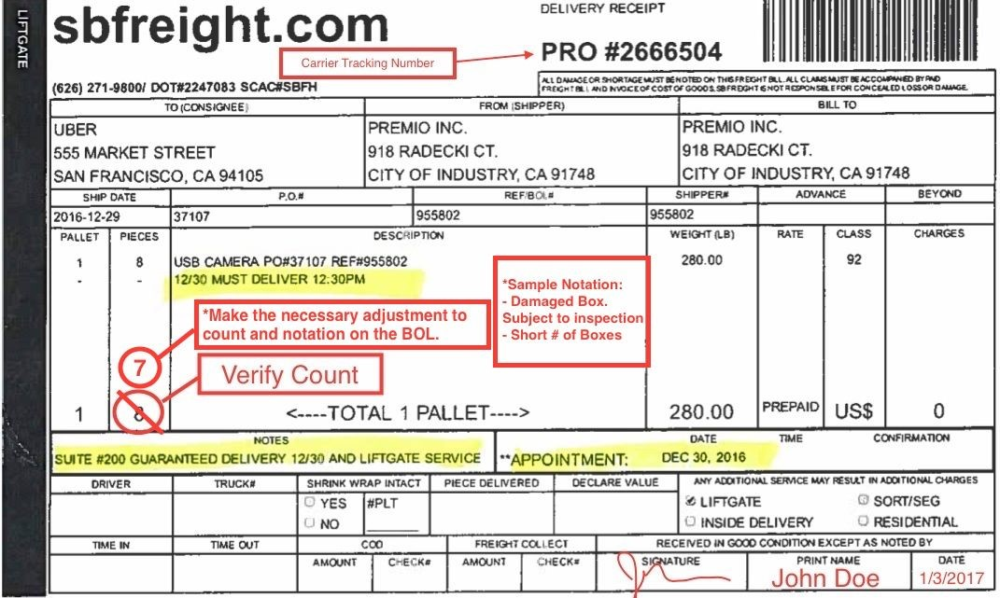 LIFTGATE
sbfreight.com
DELIVERY RECEIPT
PRO #2666504
Carrier Tracking Number
(626) 271-9800/ DOT#2247083 SCAC#SBFH
ALL DAMAGE OR SHORTAGE MUST BE NOTED ON THIS FREIGHT BILL. ALL CLAIMS MUST BE ACCOMPANIED BY PAID
FREIGHT BILL AND INVOICE OF COST OF GOODS. SB FREIGHT IS NOT RESPONSIBLE FOR CONCEALED LOSS OR DAMAGE.
TO (CONSIGNEE) FROM (SHIPPER) BILL TO
UBER PREMIO INC. PREMIO INC.
555 MARKET STREET 918 RADECKI CT. 918 RADECKI CT.
SAN FRANCISCO, CA 94105 CITY OF INDUSTRY, CA 91748 CITY OF INDUSTRY, CA 91748
SHIP DATE P.O.# REF/BOL# SHIPPER# ADVANCE BEYOND
2016-12-29 37107 955802 955802
PALLET PIECES DESCRIPTION WEIGHT (LB) RATE CLASS CHARGES
1 8 USB CAMERA PO#37107 REF#955802 280.00 92
- - 12/30 MUST DELIVER 12:30PM
*Sample Notation:
- Damaged Box.
Subject to inspection
- Short # of Boxes
*Make the necessary adjustment to
count and notation on the BOL.
7
Verify Count
1 8 <----TOTAL 1 PALLET----> 280.00 PREPAID US$ 0
NOTES DATE TIME CONFIRMATION
SUITE #200 GUARANTEED DELIVERY 12/30 AND LIFTGATE SERVICE **APPOINTMENT: DEC 30, 2016
DRIVER TRUCK# SHRINK WRAP INTACT PIECE DELIVERED DECLARE VALUE ANY ADDITIONAL SERVICE MAY RESULT IN ADDITIONAL CHARGES
YES #PLT LIFTGATE SORT/SEG
NO INSIDE DELIVERY RESIDENTIAL
TIME IN TIME OUT COD FREIGHT COLLECT RECEIVED IN GOOD CONDITION EXCEPT AS NOTED BY
AMOUNT CHECK# AMOUNT CHECK# SIGNATURE PRINT NAME DATE
John Doe 1/3/2017